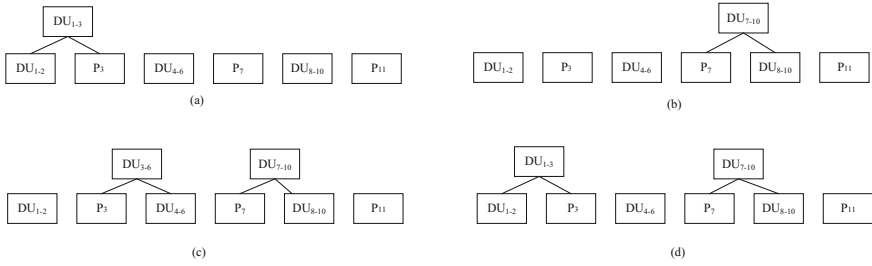 DU1-3
DU1-2 P3 DU4-6 P7 DU8-10 P11
(a)
DU7-10
DU1-2 P3 DU4-6 P7 DU8-10 P11
(b)
DU3-6 DU7-10
DU1-2 P3 DU4-6 P7 DU8-10 P11
(c)
DU1-3 DU7-10
DU1-2 P3 DU4-6 P7 DU8-10 P11
(d)